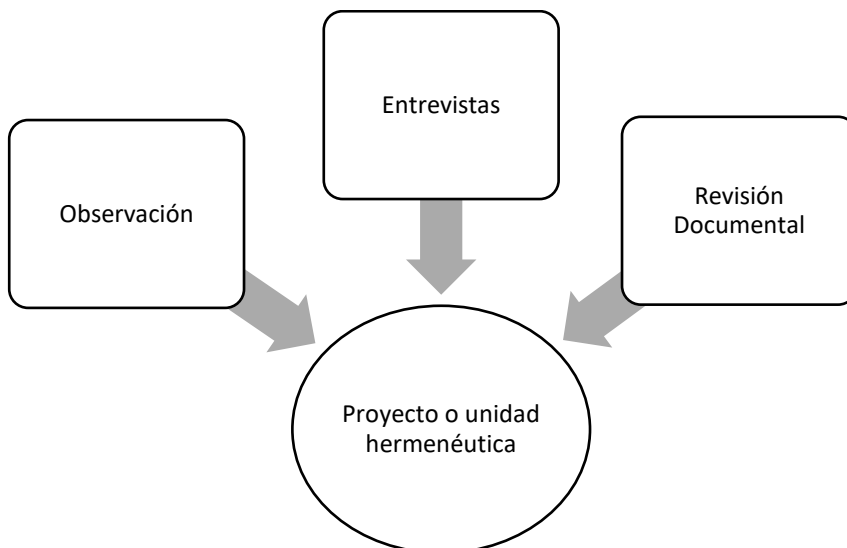 Entrevistas
Observación
Revisión
Documental
Proyecto o unidad
hermenéutica